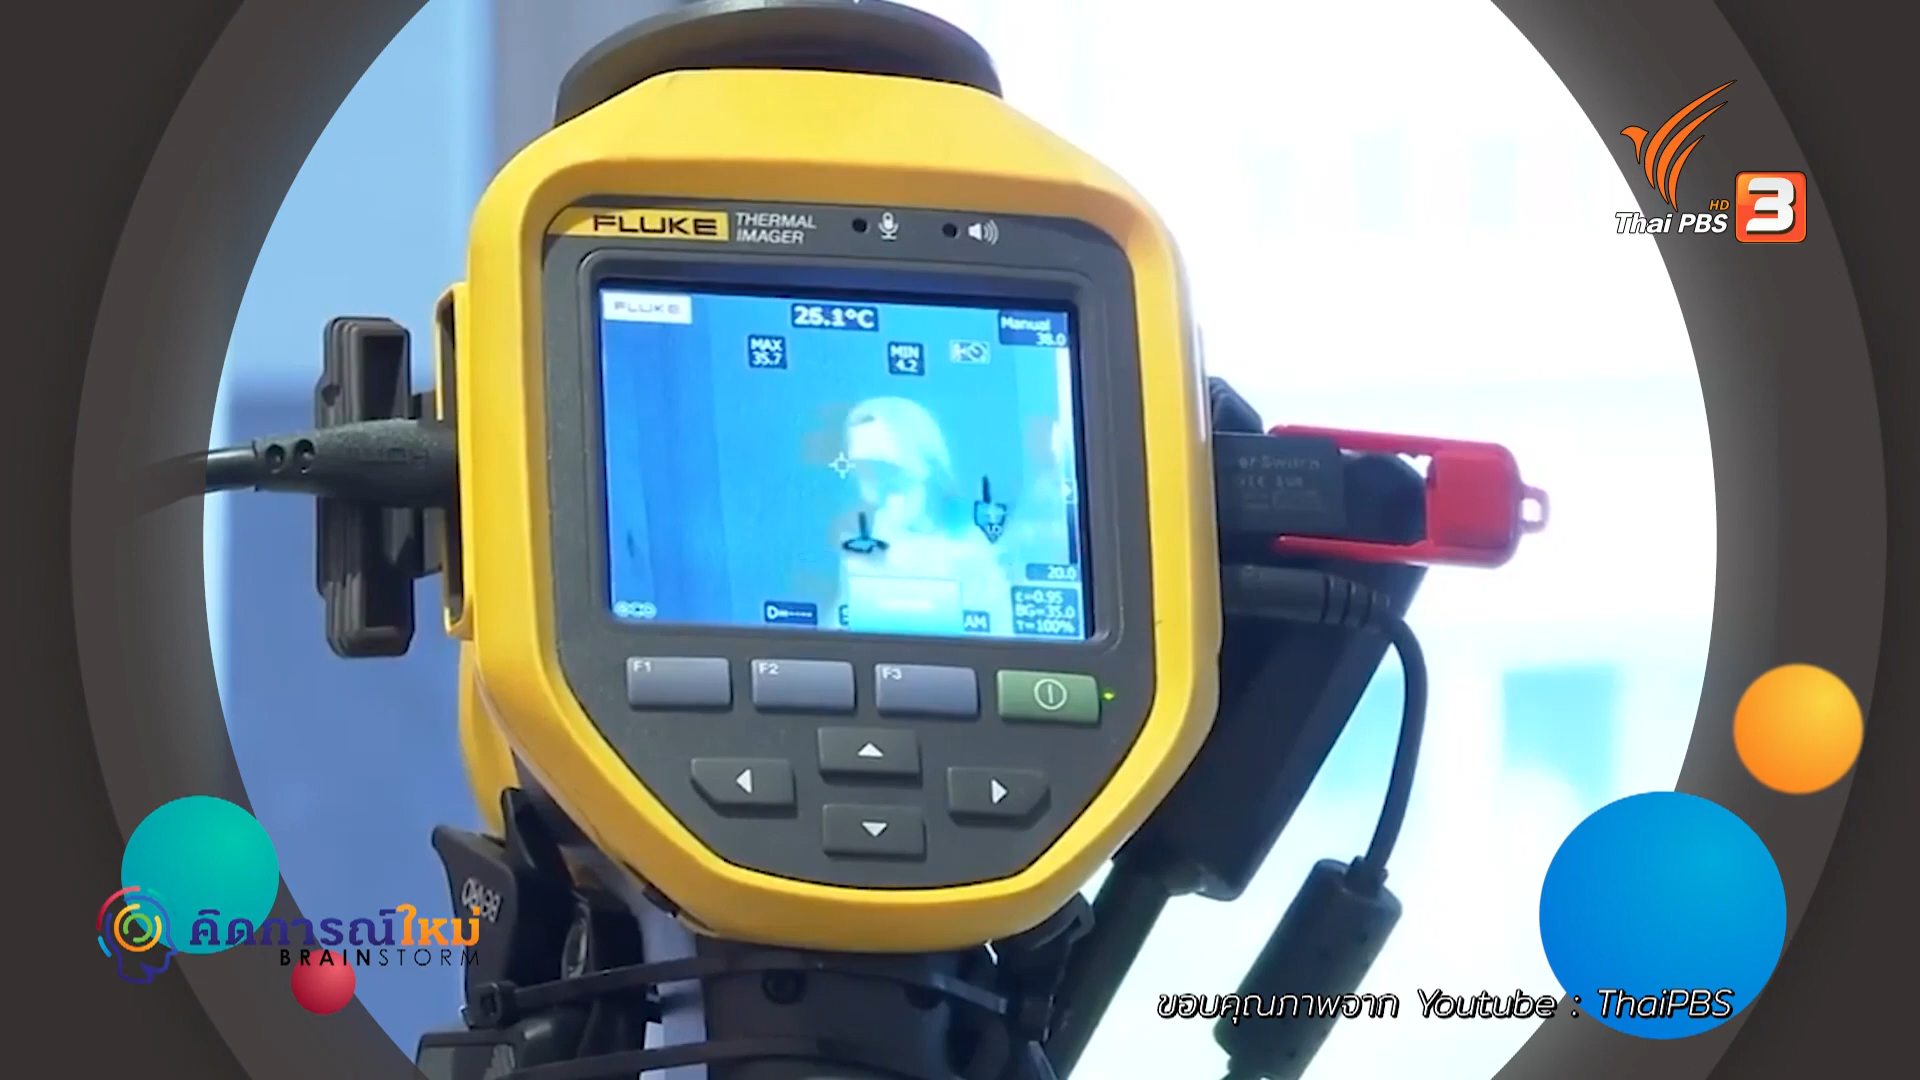 HD
Thai PBS 3
FLUKE THERMAL
IMAGER
FLUKE
25.1°C
Manual
38.0
MAX
35.7
MIN
4.2
20.0
ε=0.95
BG=35.0
τ=100%
AM
F1
F2
F3
คิดการณ์ใหม่
BRAINSTORM
ขอบคุณภาพจาก Youtube : ThaiPBS